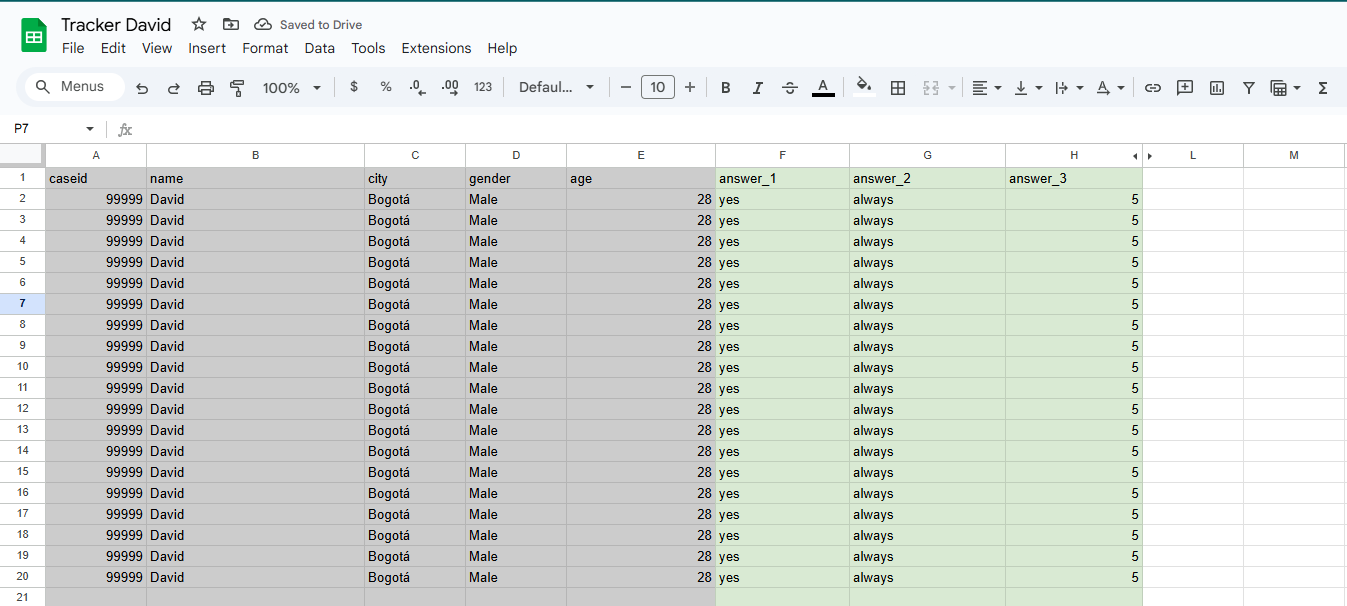 Tracker David Saved to Drive
File Edit View Insert Format Data Tools Extensions Help
Menus 100% $ % .0 .00 123 Defaul... − 10 + B I S A A Σ
P7 fx
A B C D E F G H L M
1 caseid name city gender age answer_1 answer_2 answer_3
2 99999 David Bogotá Male 28 yes always 5
3 99999 David Bogotá Male 28 yes always 5
4 99999 David Bogotá Male 28 yes always 5
5 99999 David Bogotá Male 28 yes always 5
6 99999 David Bogotá Male 28 yes always 5
7 99999 David Bogotá Male 28 yes always 5
8 99999 David Bogotá Male 28 yes always 5
9 99999 David Bogotá Male 28 yes always 5
10 99999 David Bogotá Male 28 yes always 5
11 99999 David Bogotá Male 28 yes always 5
12 99999 David Bogotá Male 28 yes always 5
13 99999 David Bogotá Male 28 yes always 5
14 99999 David Bogotá Male 28 yes always 5
15 99999 David Bogotá Male 28 yes always 5
16 99999 David Bogotá Male 28 yes always 5
17 99999 David Bogotá Male 28 yes always 5
18 99999 David Bogotá Male 28 yes always 5
19 99999 David Bogotá Male 28 yes always 5
20 99999 David Bogotá Male 28 yes always 5
21